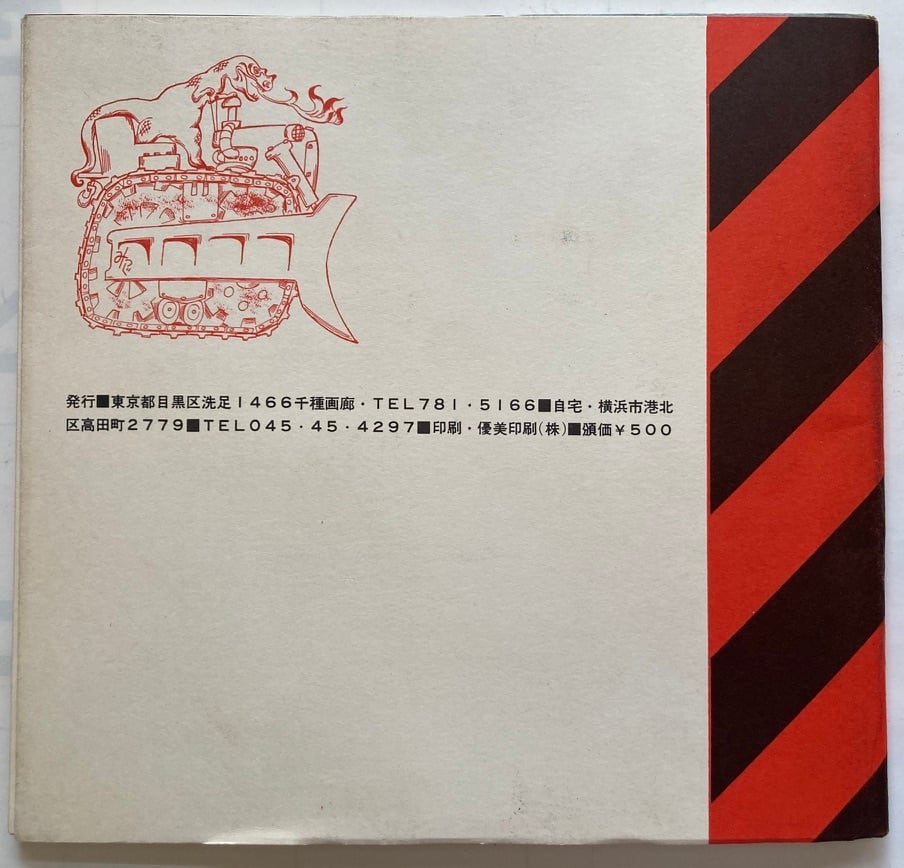 みた
発行■東京都目黒区洗足1466千種画廊・TEL781・5166■自宅・横浜市港北
区高田町2779■TEL045・45・4297■印刷・優美印刷(株)■頒価¥500